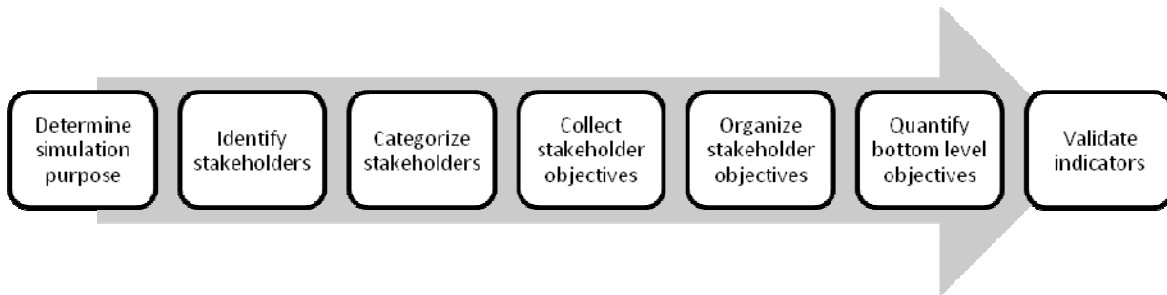 Determine
simulation
purpose
Identify
stakeholders
Categorize
stakeholders
Collect
stakeholder
objectives
Organize
stakeholder
objectives
Quantify
bottom level
objectives
Validate
indicators